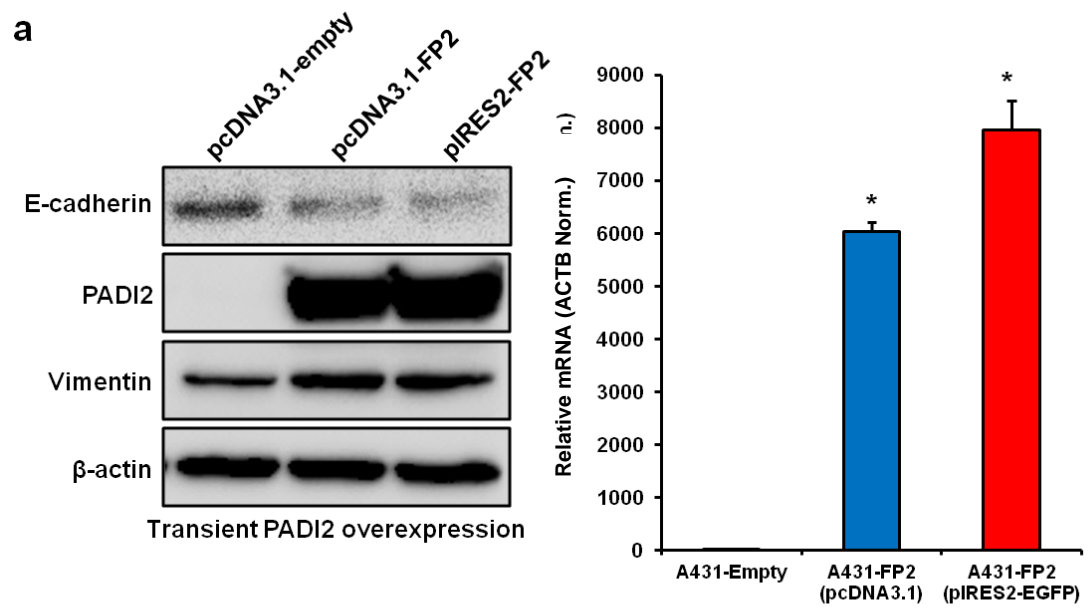 a
pcDNA3.1-empty
pcDNA3.1-FP2
pIRES2-FP2
E-cadherin
PADI2
Vimentin
β-actin
Transient PADI2 overexpression
Relative mRNA (ACTB Norm.)
n.)
9000
8000
7000
6000
5000
4000
3000
2000
1000
0
*
*
A431-Empty
A431-FP2
(pcDNA3.1)
A431-FP2
(pIRES2-EGFP)